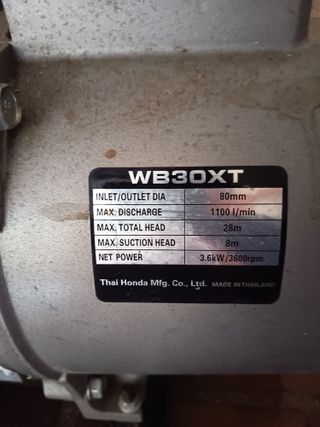 WB30XT
INLET/OUTLET DIA 80mm
MAX. DISCHARGE 1100 l/min
MAX. TOTAL HEAD 28m
MAX. SUCTION HEAD 8m
NET POWER 3.6kW/3600rpm
Thai Honda Mfg. Co., Ltd. MADE IN THAILAND